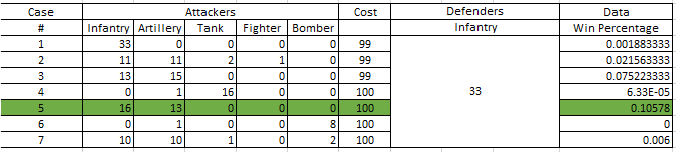 Case Attackers Cost Defenders Data
# Infantry Artillery Tank Fighter Bomber Infantry Win Percentage
1 33 0 0 0 0 99 0.001883333
2 11 11 2 1 0 99 0.021563333
3 13 15 0 0 0 99 0.075223333
4 0 1 16 0 0 100 33 6.33E-05
5 16 13 0 0 0 100 0.10578
6 0 1 0 0 8 100 0
7 10 10 1 0 2 100 0.006